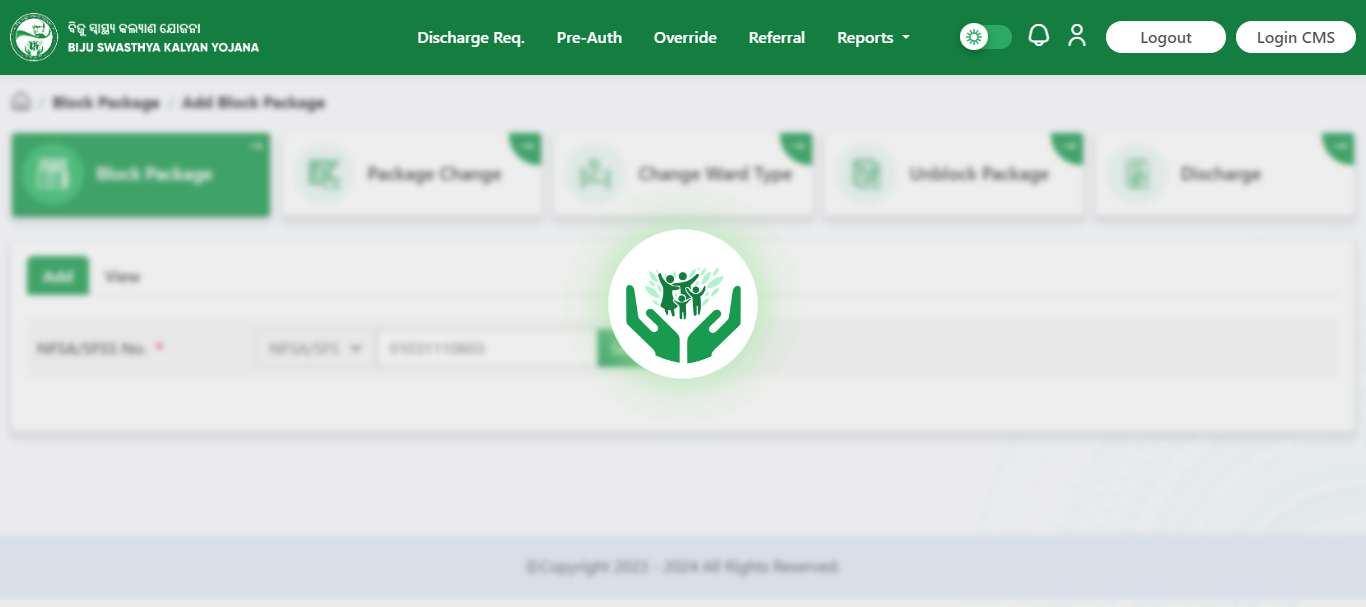 ବିଜୁ ସ୍ୱାସ୍ଥ୍ୟ କଲ୍ୟାଣ ଯୋଜନା
BIJU SWASTHYA KALYAN YOJANA
Discharge Req. Pre-Auth Override Referral Reports Logout Login CMS
/ Block Package / Add Block Package
Block Package Package Change Change Ward Type Unblock Package Discharge
Add View
NFSA/SFSS No. * NFSA/SFS
©Copyright 2023 - 2024 All Rights Reserved.